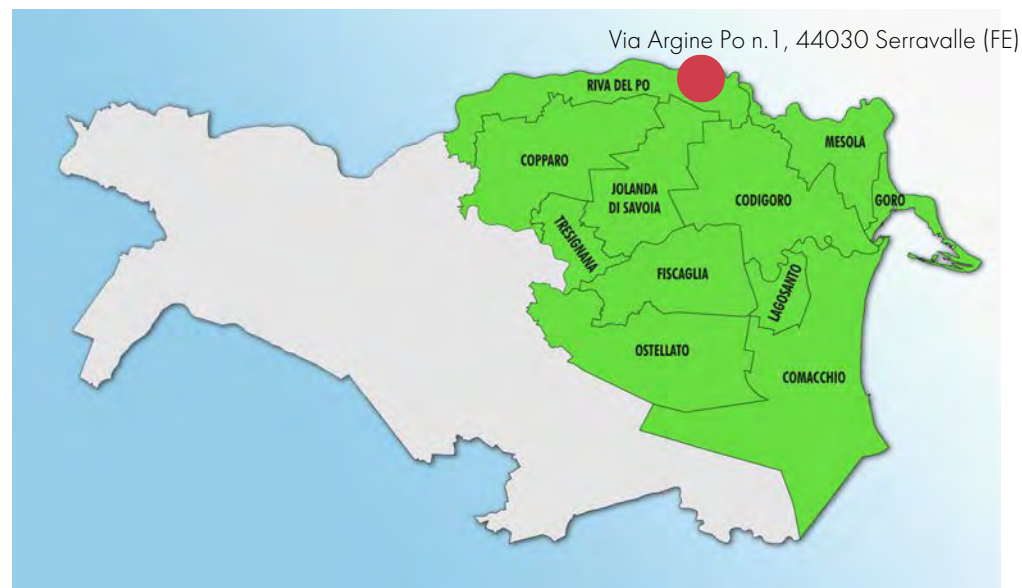 Via Argine Po n.1, 44030 Serravalle (FE)
RIVA DEL PO
MESOLA
COPPARO
JOLANDA
DI SAVOIA
CODIGORO
GORO
TRESIGNANA
FISCAGLIA
LAGOSANTO
OSTELLATO
COMACCHIO